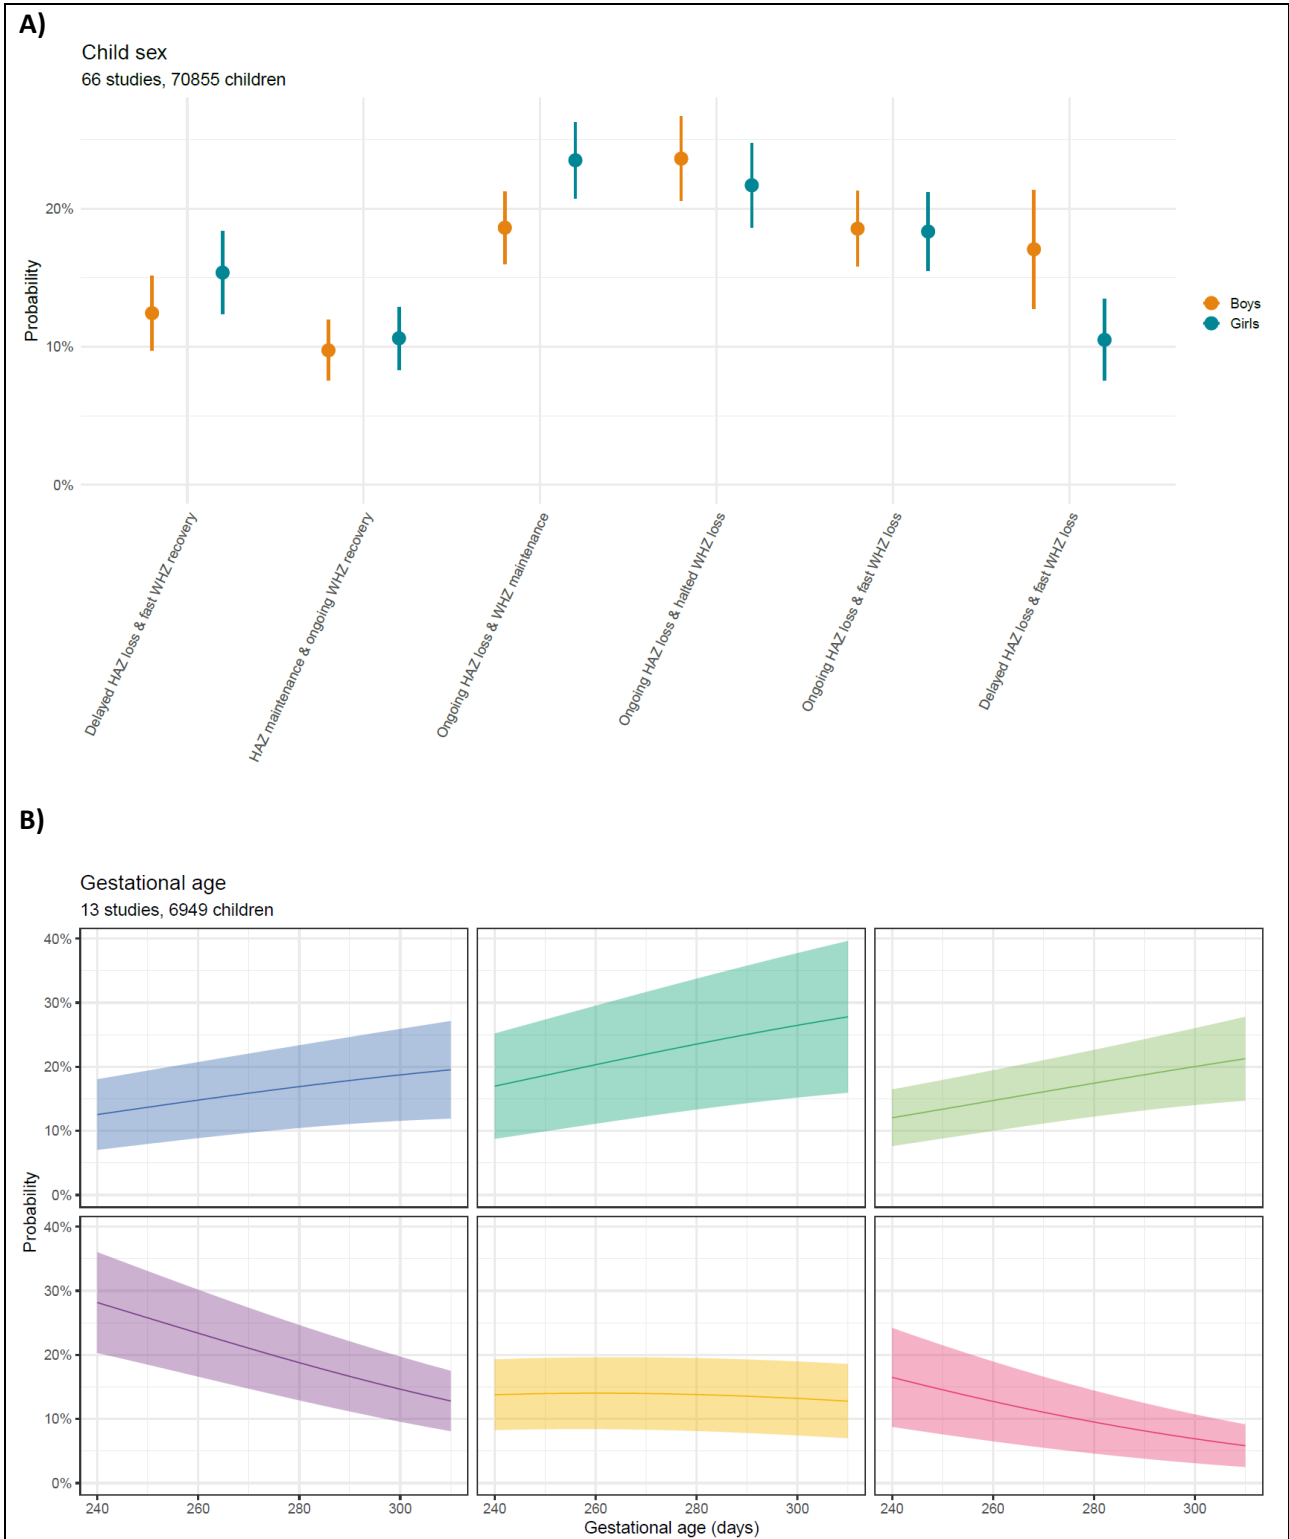 A)
Child sex
66 studies, 70855 children
Probability
20%
10%
0%
Boys
Girls
Delayed HAZ loss & fast WHZ recovery
HAZ maintenance & ongoing WHZ recovery
Ongoing HAZ loss & WHZ maintenance
Ongoing HAZ loss & halted WHZ loss
Ongoing HAZ loss & fast WHZ loss
Delayed HAZ loss & fast WHZ loss
B)
Gestational age
13 studies, 6949 children
Probability
40%
30%
20%
10%
0%
40%
30%
20%
10%
0%
240 260 280 300 240 260 280 300 240 260 280 300
Gestational age (days)